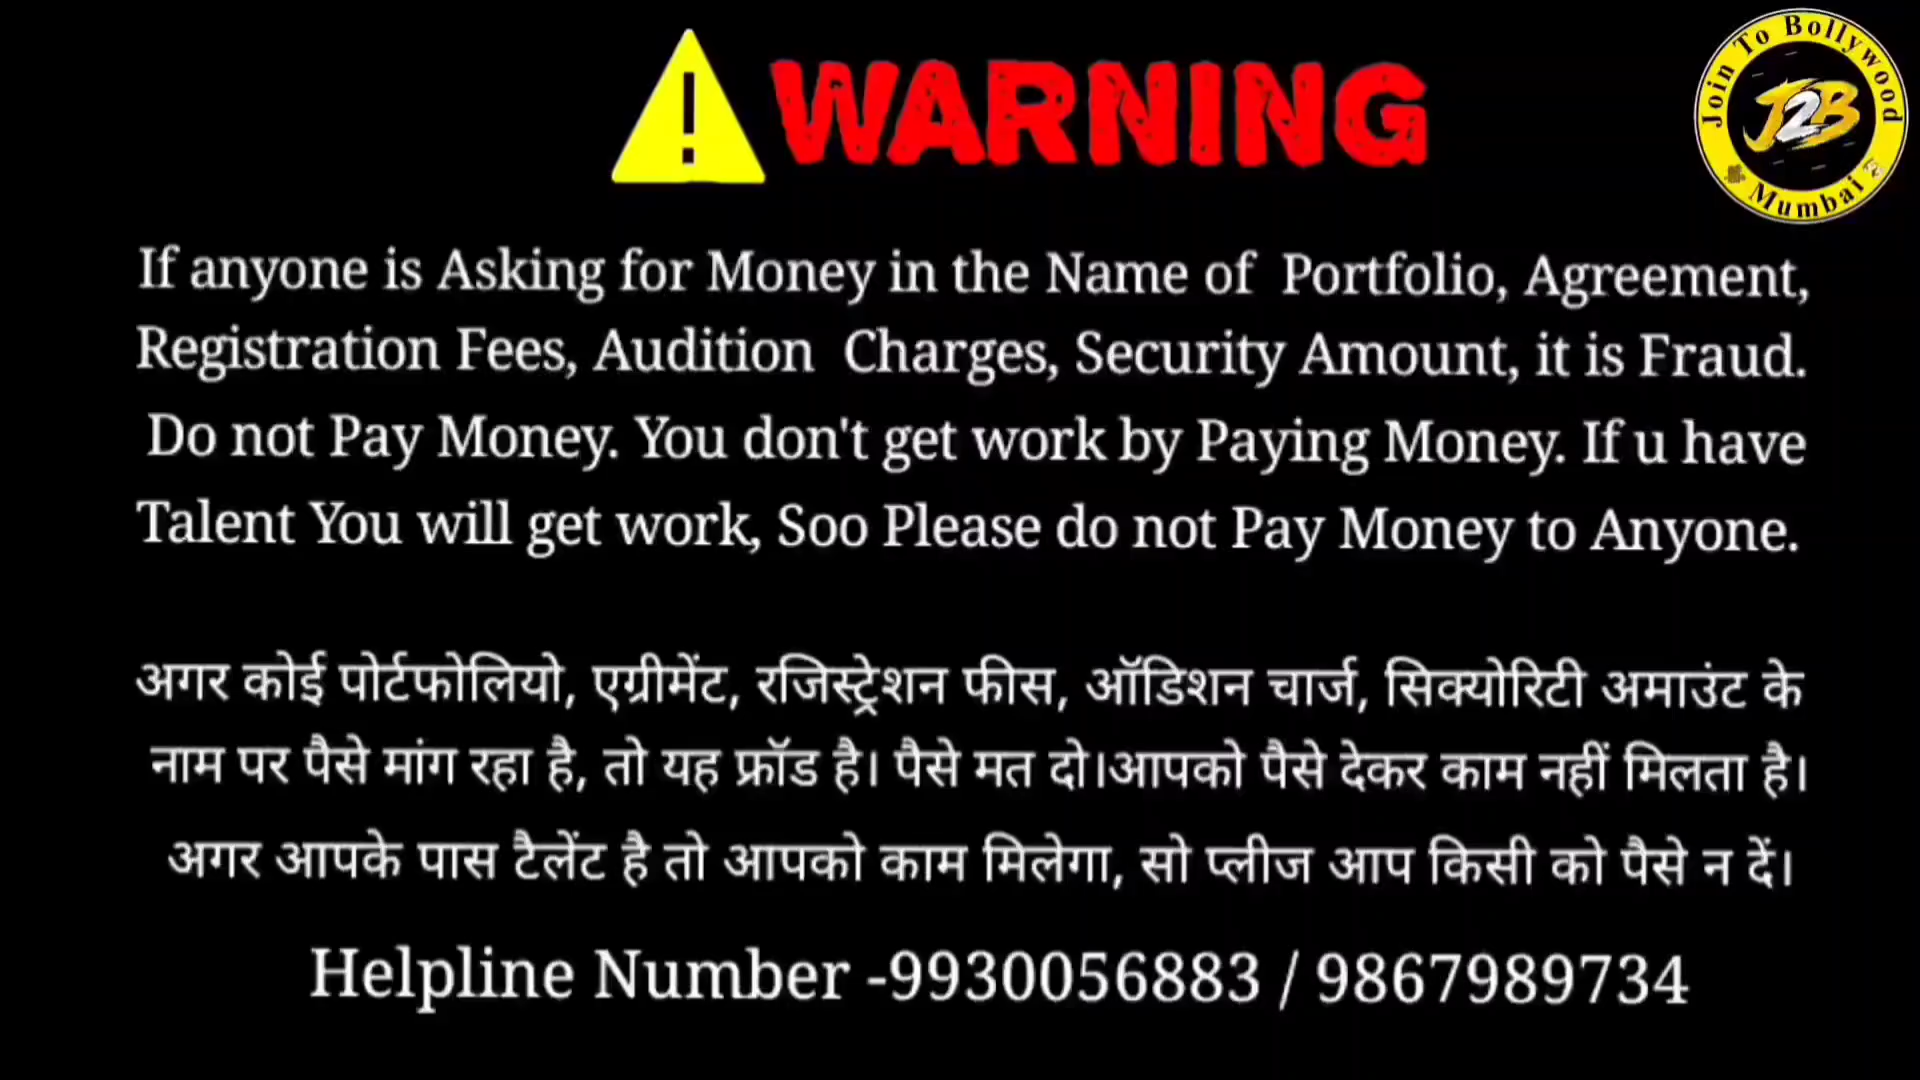 WARNING
Join To Bollywood
J2B
Mumbai
If anyone is Asking for Money in the Name of Portfolio, Agreement,
Registration Fees, Audition Charges, Security Amount, it is Fraud.
Do not Pay Money. You don't get work by Paying Money. If u have
Talent You will get work, Soo Please do not Pay Money to Anyone.
अगर कोई पोर्टफोलियो, एग्रीमेंट, रजिस्ट्रेशन फीस, ऑडिशन चार्ज, सिक्योरिटी अमाउंट के
नाम पर पैसे मांग रहा है, तो यह फ्रॉड है। पैसे मत दो।आपको पैसे देकर काम नहीं मिलता है।
अगर आपके पास टैलेंट है तो आपको काम मिलेगा, सो प्लीज आप किसी को पैसे न दें।
Helpline Number -9930056883 / 9867989734